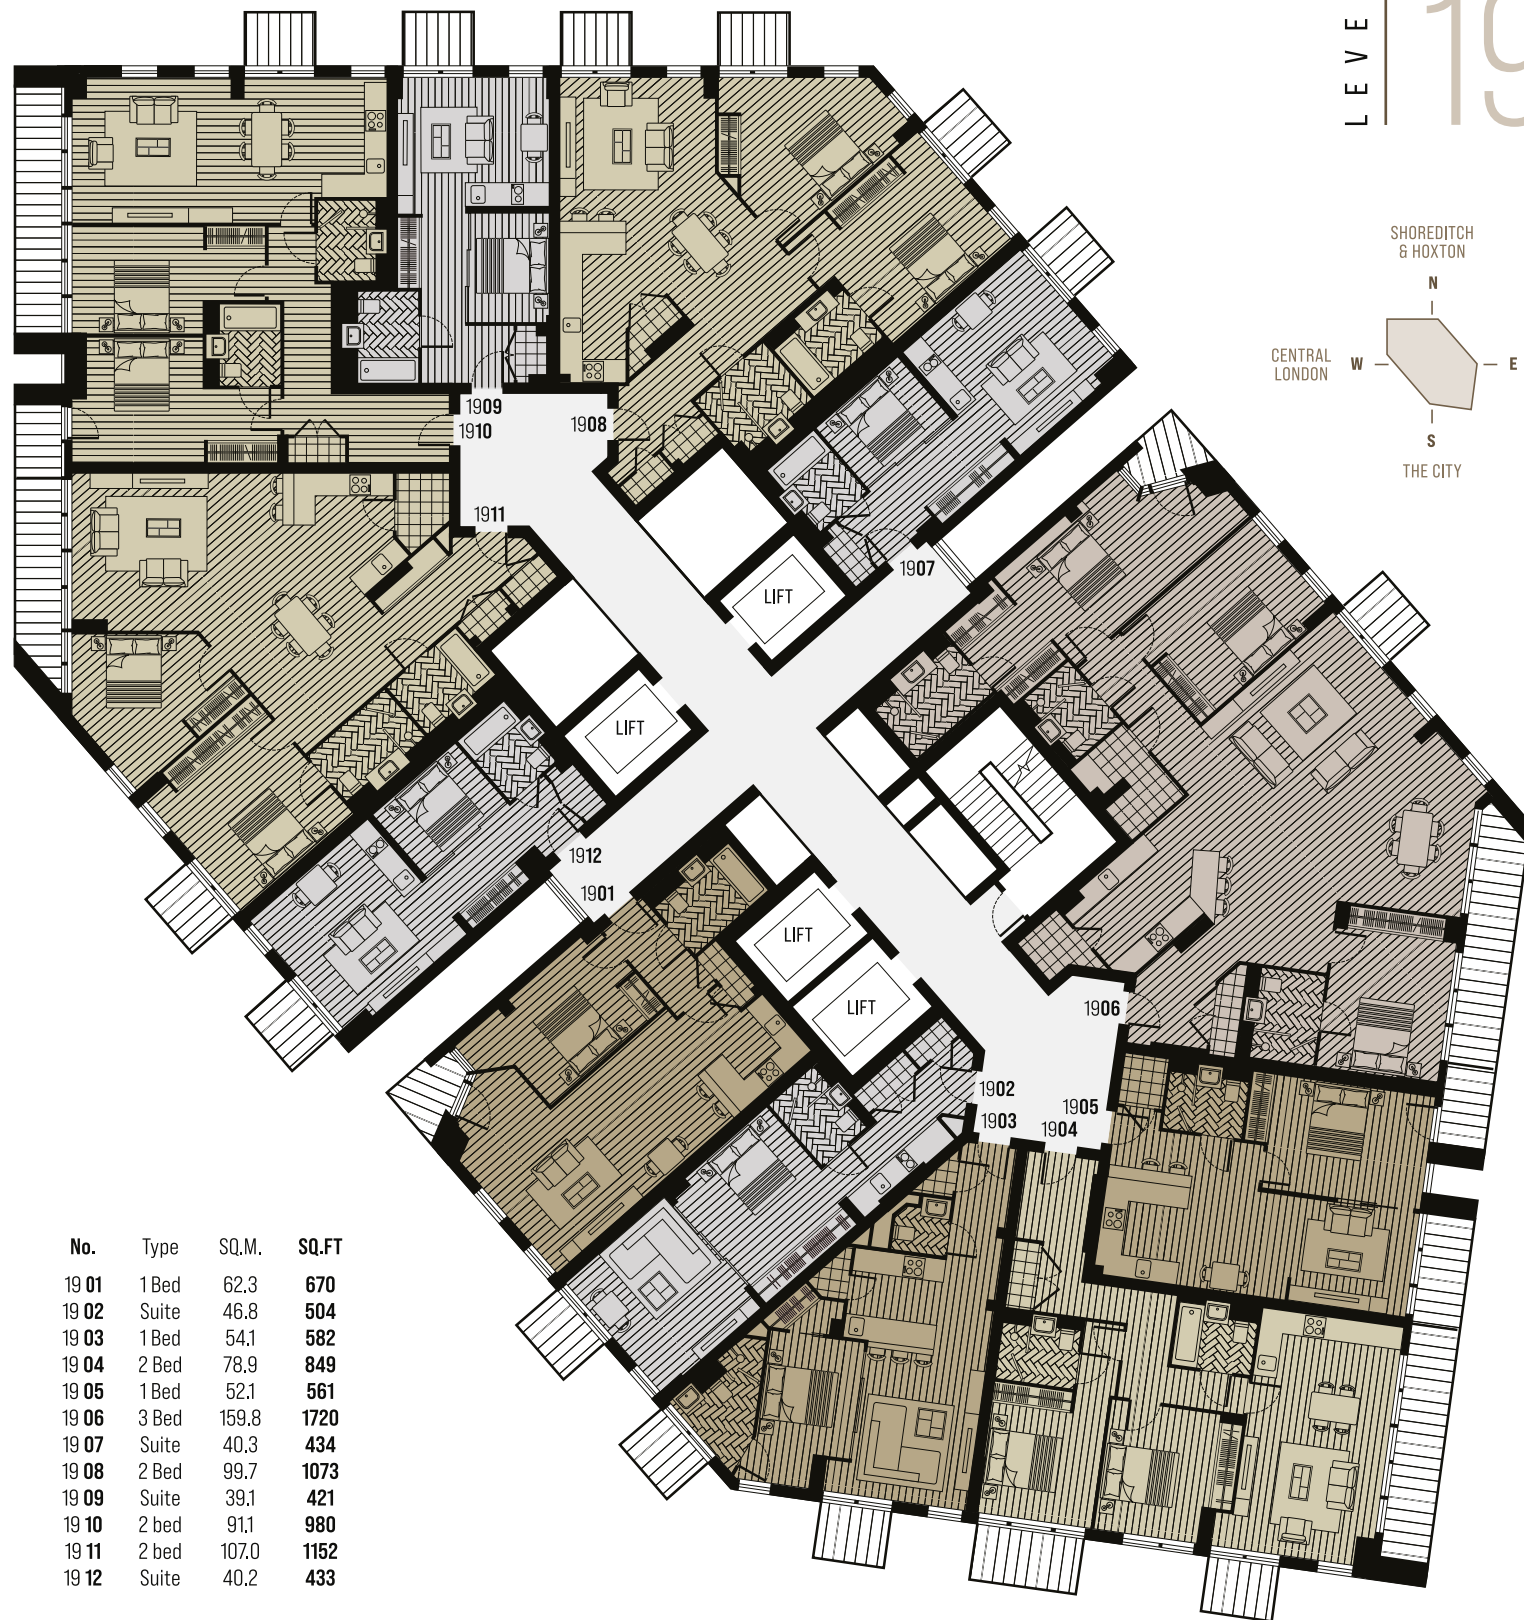 LEVE
19
SHOREDITCH
& HOXTON
N
CENTRAL
LONDON
W
E
S
THE CITY
1909
1910
1908
1911
1907
LIFT
LIFT
1912
1901
LIFT
LIFT
1906
1902
1905
1903
1904
No. Type SQ.M. SQ.FT
19 01 1 Bed 62.3 670
19 02 Suite 46.8 504
19 03 1 Bed 54.1 582
19 04 2 Bed 78.9 849
19 05 1 Bed 52.1 561
19 06 3 Bed 159.8 1720
19 07 Suite 40.3 434
19 08 2 Bed 99.7 1073
19 09 Suite 39.1 421
19 10 2 bed 91.1 980
19 11 2 bed 107.0 1152
19 12 Suite 40.2 433